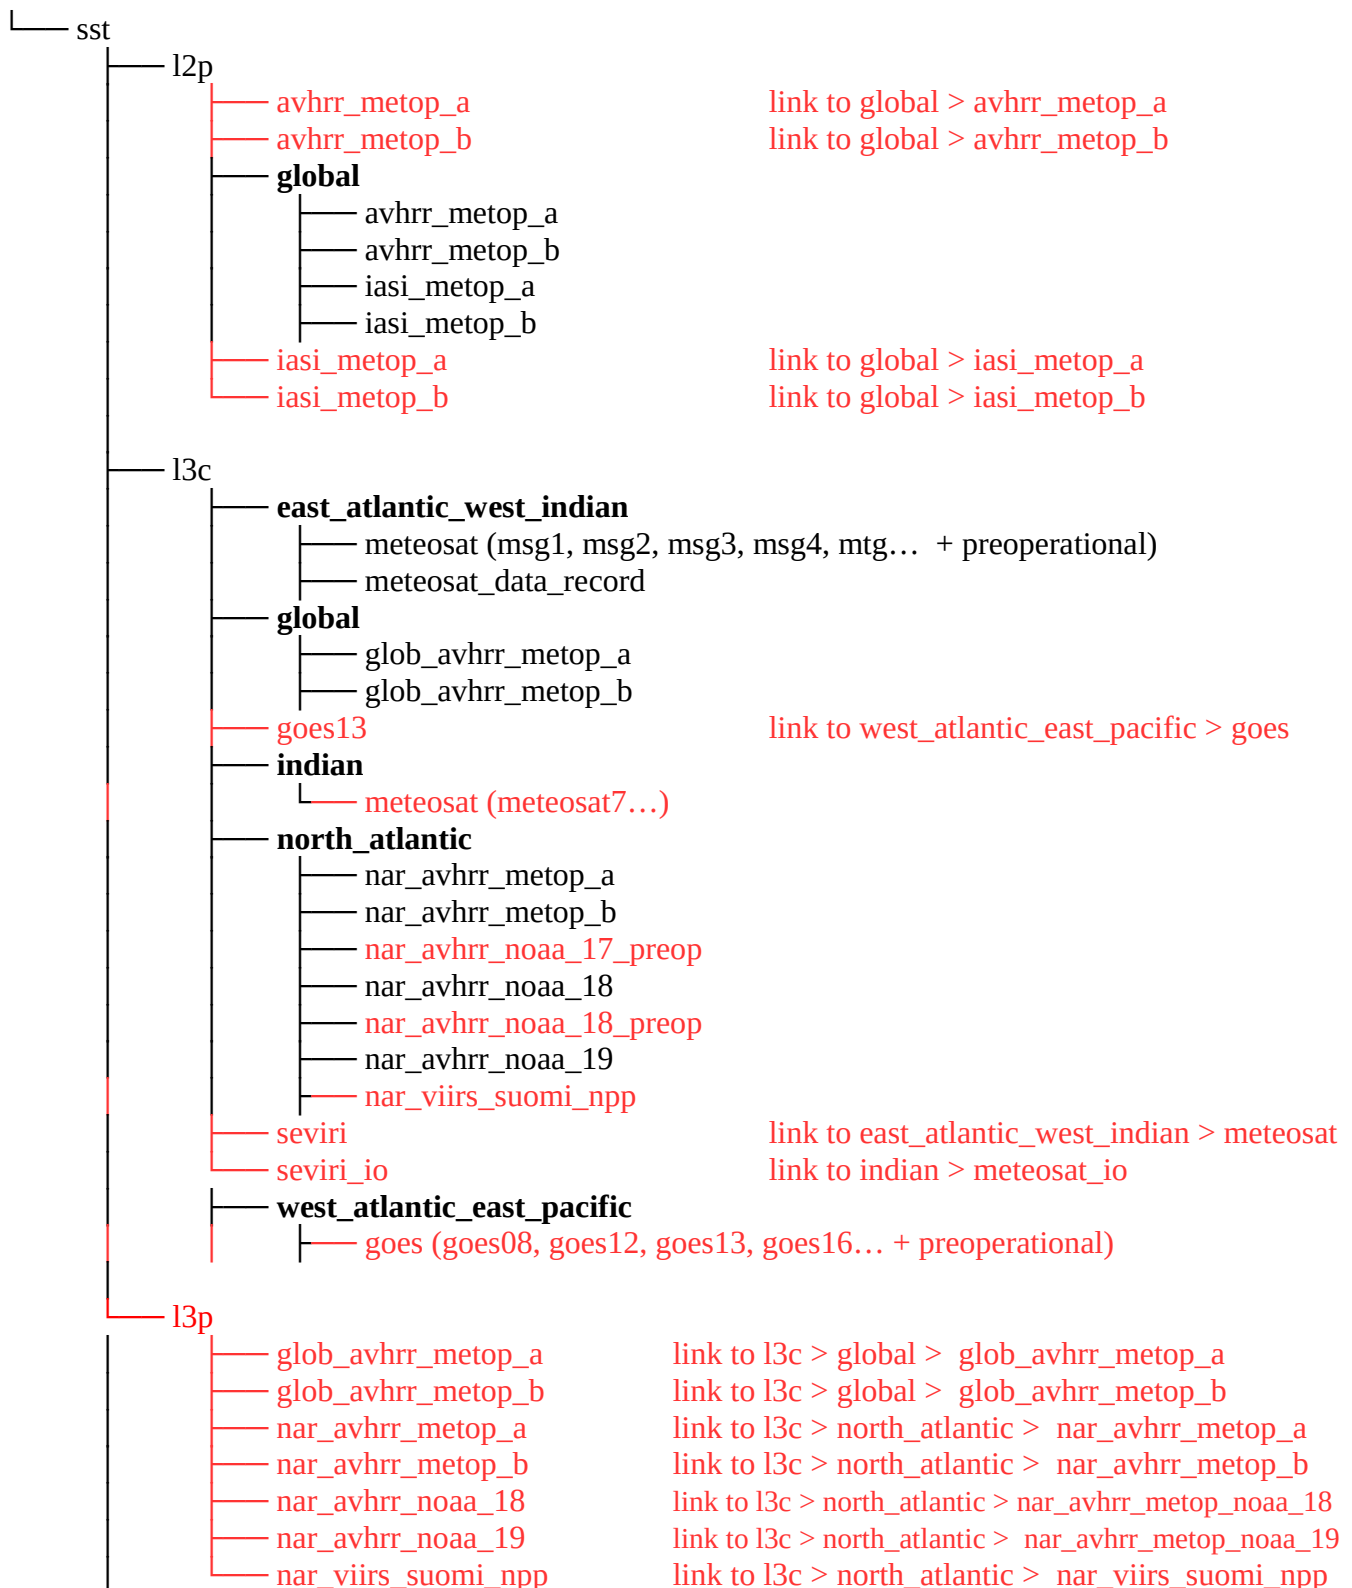 sst
l2p
avhrr_metop_a link to global > avhrr_metop_a
avhrr_metop_b link to global > avhrr_metop_b
global
avhrr_metop_a
avhrr_metop_b
iasi_metop_a
iasi_metop_b
iasi_metop_a link to global > iasi_metop_a
iasi_metop_b link to global > iasi_metop_b
l3c
east_atlantic_west_indian
meteosat (msg1, msg2, msg3, msg4, mtg… + preoperational)
meteosat_data_record
global
glob_avhrr_metop_a
glob_avhrr_metop_b
goes13 link to west_atlantic_east_pacific > goes
indian
meteosat (meteosat7…)
north_atlantic
nar_avhrr_metop_a
nar_avhrr_metop_b
nar_avhrr_noaa_17_preop
nar_avhrr_noaa_18
nar_avhrr_noaa_18_preop
nar_avhrr_noaa_19
nar_viirs_suomi_npp
seviri link to east_atlantic_west_indian > meteosat
seviri_io link to indian > meteosat_io
west_atlantic_east_pacific
goes (goes08, goes12, goes13, goes16… + preoperational)
l3p
glob_avhrr_metop_a link to l3c > global > glob_avhrr_metop_a
glob_avhrr_metop_b link to l3c > global > glob_avhrr_metop_b
nar_avhrr_metop_a link to l3c > north_atlantic > nar_avhrr_metop_a
nar_avhrr_metop_b link to l3c > north_atlantic > nar_avhrr_metop_b
nar_avhrr_noaa_18 link to l3c > north_atlantic > nar_avhrr_metop_noaa_18
nar_avhrr_noaa_19 link to l3c > north_atlantic > nar_avhrr_metop_noaa_19
nar_viirs_suomi_npp link to l3c > north_atlantic > nar_viirs_suomi_npp